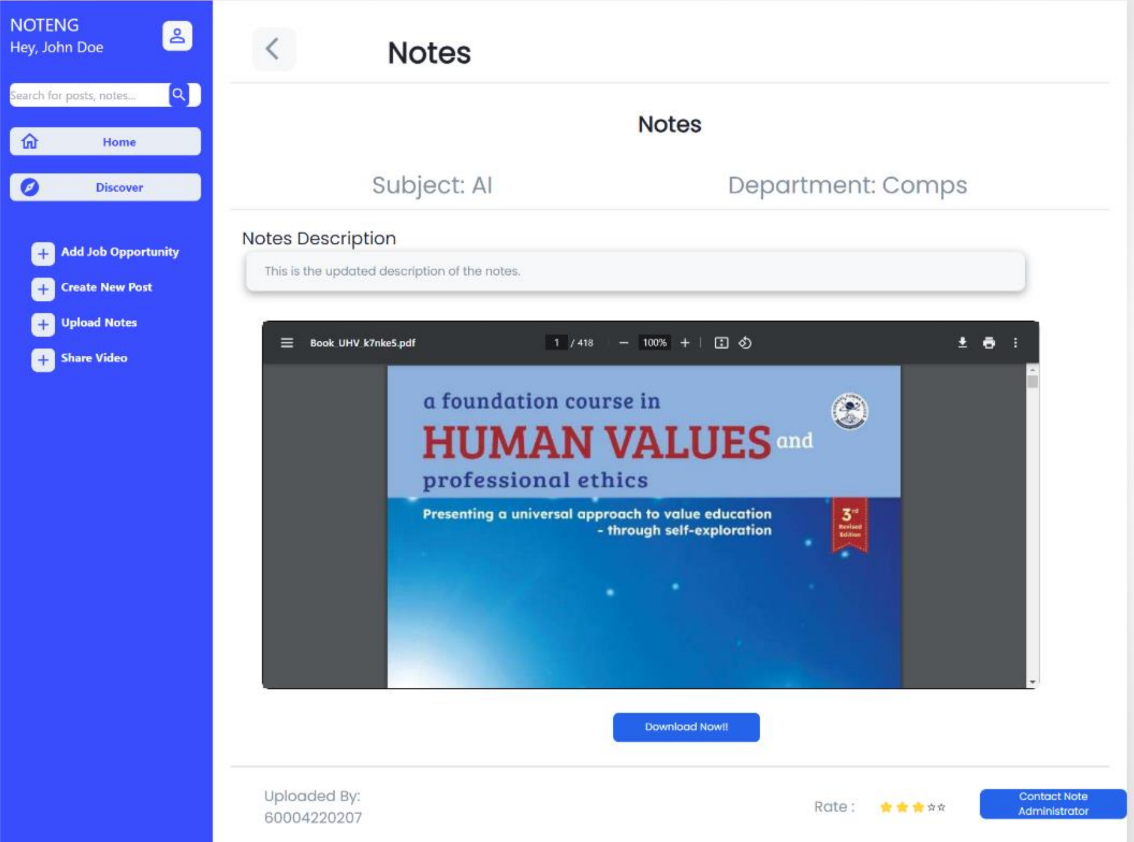 NOTENG
Hey, John Doe
Search for posts, notes...
Home
Discover
Add Job Opportunity
Create New Post
Upload Notes
Share Video
Notes
Notes
Subject: AI
Department: Comps
Notes Description
This is the updated description of the notes.
Book_UHV_k7nke5.pdf
1 / 418
100%
a foundation course in
HUMAN VALUES and
professional ethics
Presenting a universal approach to value education
- through self-exploration
3rd
Revised
Edition
Download Now!!
Uploaded By:
60004220207
Rate :
Contact Note
Administrator